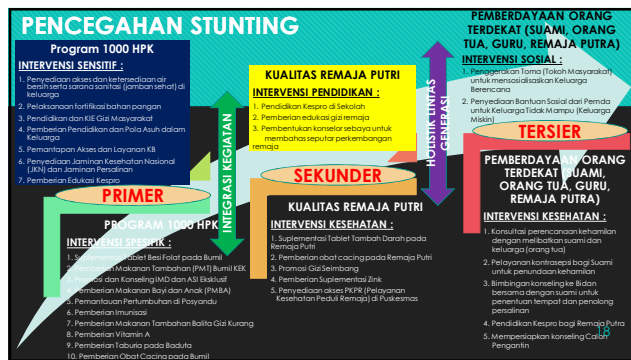 PENCEGAHAN STUNTING
Program 1000 HPK
INTERVENSI SENSITIF :
1. Penyediaan akses dan ketersediaan air
bersih serta sarana sanitasi (jamban sehat) di
keluarga
2. Pelaksanaan fortifikasi bahan pangan
3. Pendidikan dan KIE Gizi Masyarakat
4. Pemberian Pendidikan dan Pola Asuh dalam
Keluarga
5. Pemantapan Akses dan Layanan KB
6. Penyediaan Jaminan Kesehatan Nasional
(JKN) dan Jaminan Persalinan
7. Pemberian Edukasi Kespro
PRIMER
PROGRAM 1000 HPK
INTERVENSI SPESIFIK :
1. Suplementasi Tablet Besi Folat pada Bumil
2. Pemberian Makanan Tambahan (PMT) Bumil KEK
3. Promosi dan Konseling IMD dan ASI Eksklusif
4. Pemberian Makanan Bayi dan Anak (PMBA)
5. Pemantauan Pertumbuhan di Posyandu
6. Pemberian Imunisasi
7. Pemberian Makanan Tambahan Balita Gizi Kurang
8. Pemberian Vitamin A
9. Pemberian Taburia pada Baduta
10. Pemberian Obat Cacing pada Bumil
INTEGRASI KEGIATAN
KUALITAS REMAJA PUTRI
INTERVENSI PENDIDIKAN :
1. Pendidikan Kespro di Sekolah
2. Pemberian edukasi gizi remaja
3. Pembentukan konselor sebaya untuk
membahas seputar perkembangan
remaja
SEKUNDER
KUALITAS REMAJA PUTRI
INTERVENSI KESEHATAN :
1. Suplementasi Tablet Tambah Darah pada
Remaja Putri
2. Pemberian obat cacing pada Remaja Putri
3. Promosi Gizi Seimbang
4. Pemberian Suplementasi Zink
5. Penyediaan akses PKPR (Pelayanan
Kesehatan Peduli Remaja) di Puskesmas
HOLISTIK LINTAS
GENERASI
PEMBERDAYAAN ORANG
TERDEKAT (SUAMI, ORANG
TUA, GURU, REMAJA PUTRA)
INTERVENSI SOSIAL :
1. Penggerakan Toma (Tokoh Masyarakat)
untuk mensosialisasikan Keluarga
Berencana
2. Penyediaan Bantuan Sosial dari Pemda
untuk Keluarga Tidak Mampu (Keluarga
Miskin)
TERSIER
PEMBERDAYAAN ORANG
TERDEKAT (SUAMI,
ORANG TUA, GURU,
REMAJA PUTRA)
INTERVENSI KESEHATAN :
1. Konsultasi perencanaan kehamilan
dengan melibatkan suami dan
keluarga (orang tua)
2. Pelayanan kontrasepsi bagi Suami
untuk penundaan kehamilan
3. Bimbingan konseling ke Bidan
bersama dengan suami untuk
penentuan tempat dan penolong
persalinan
4. Pendidikan Kespro bagi Remaja Putra
5. Mempersiapkan konseling Calon
Pengantin
18